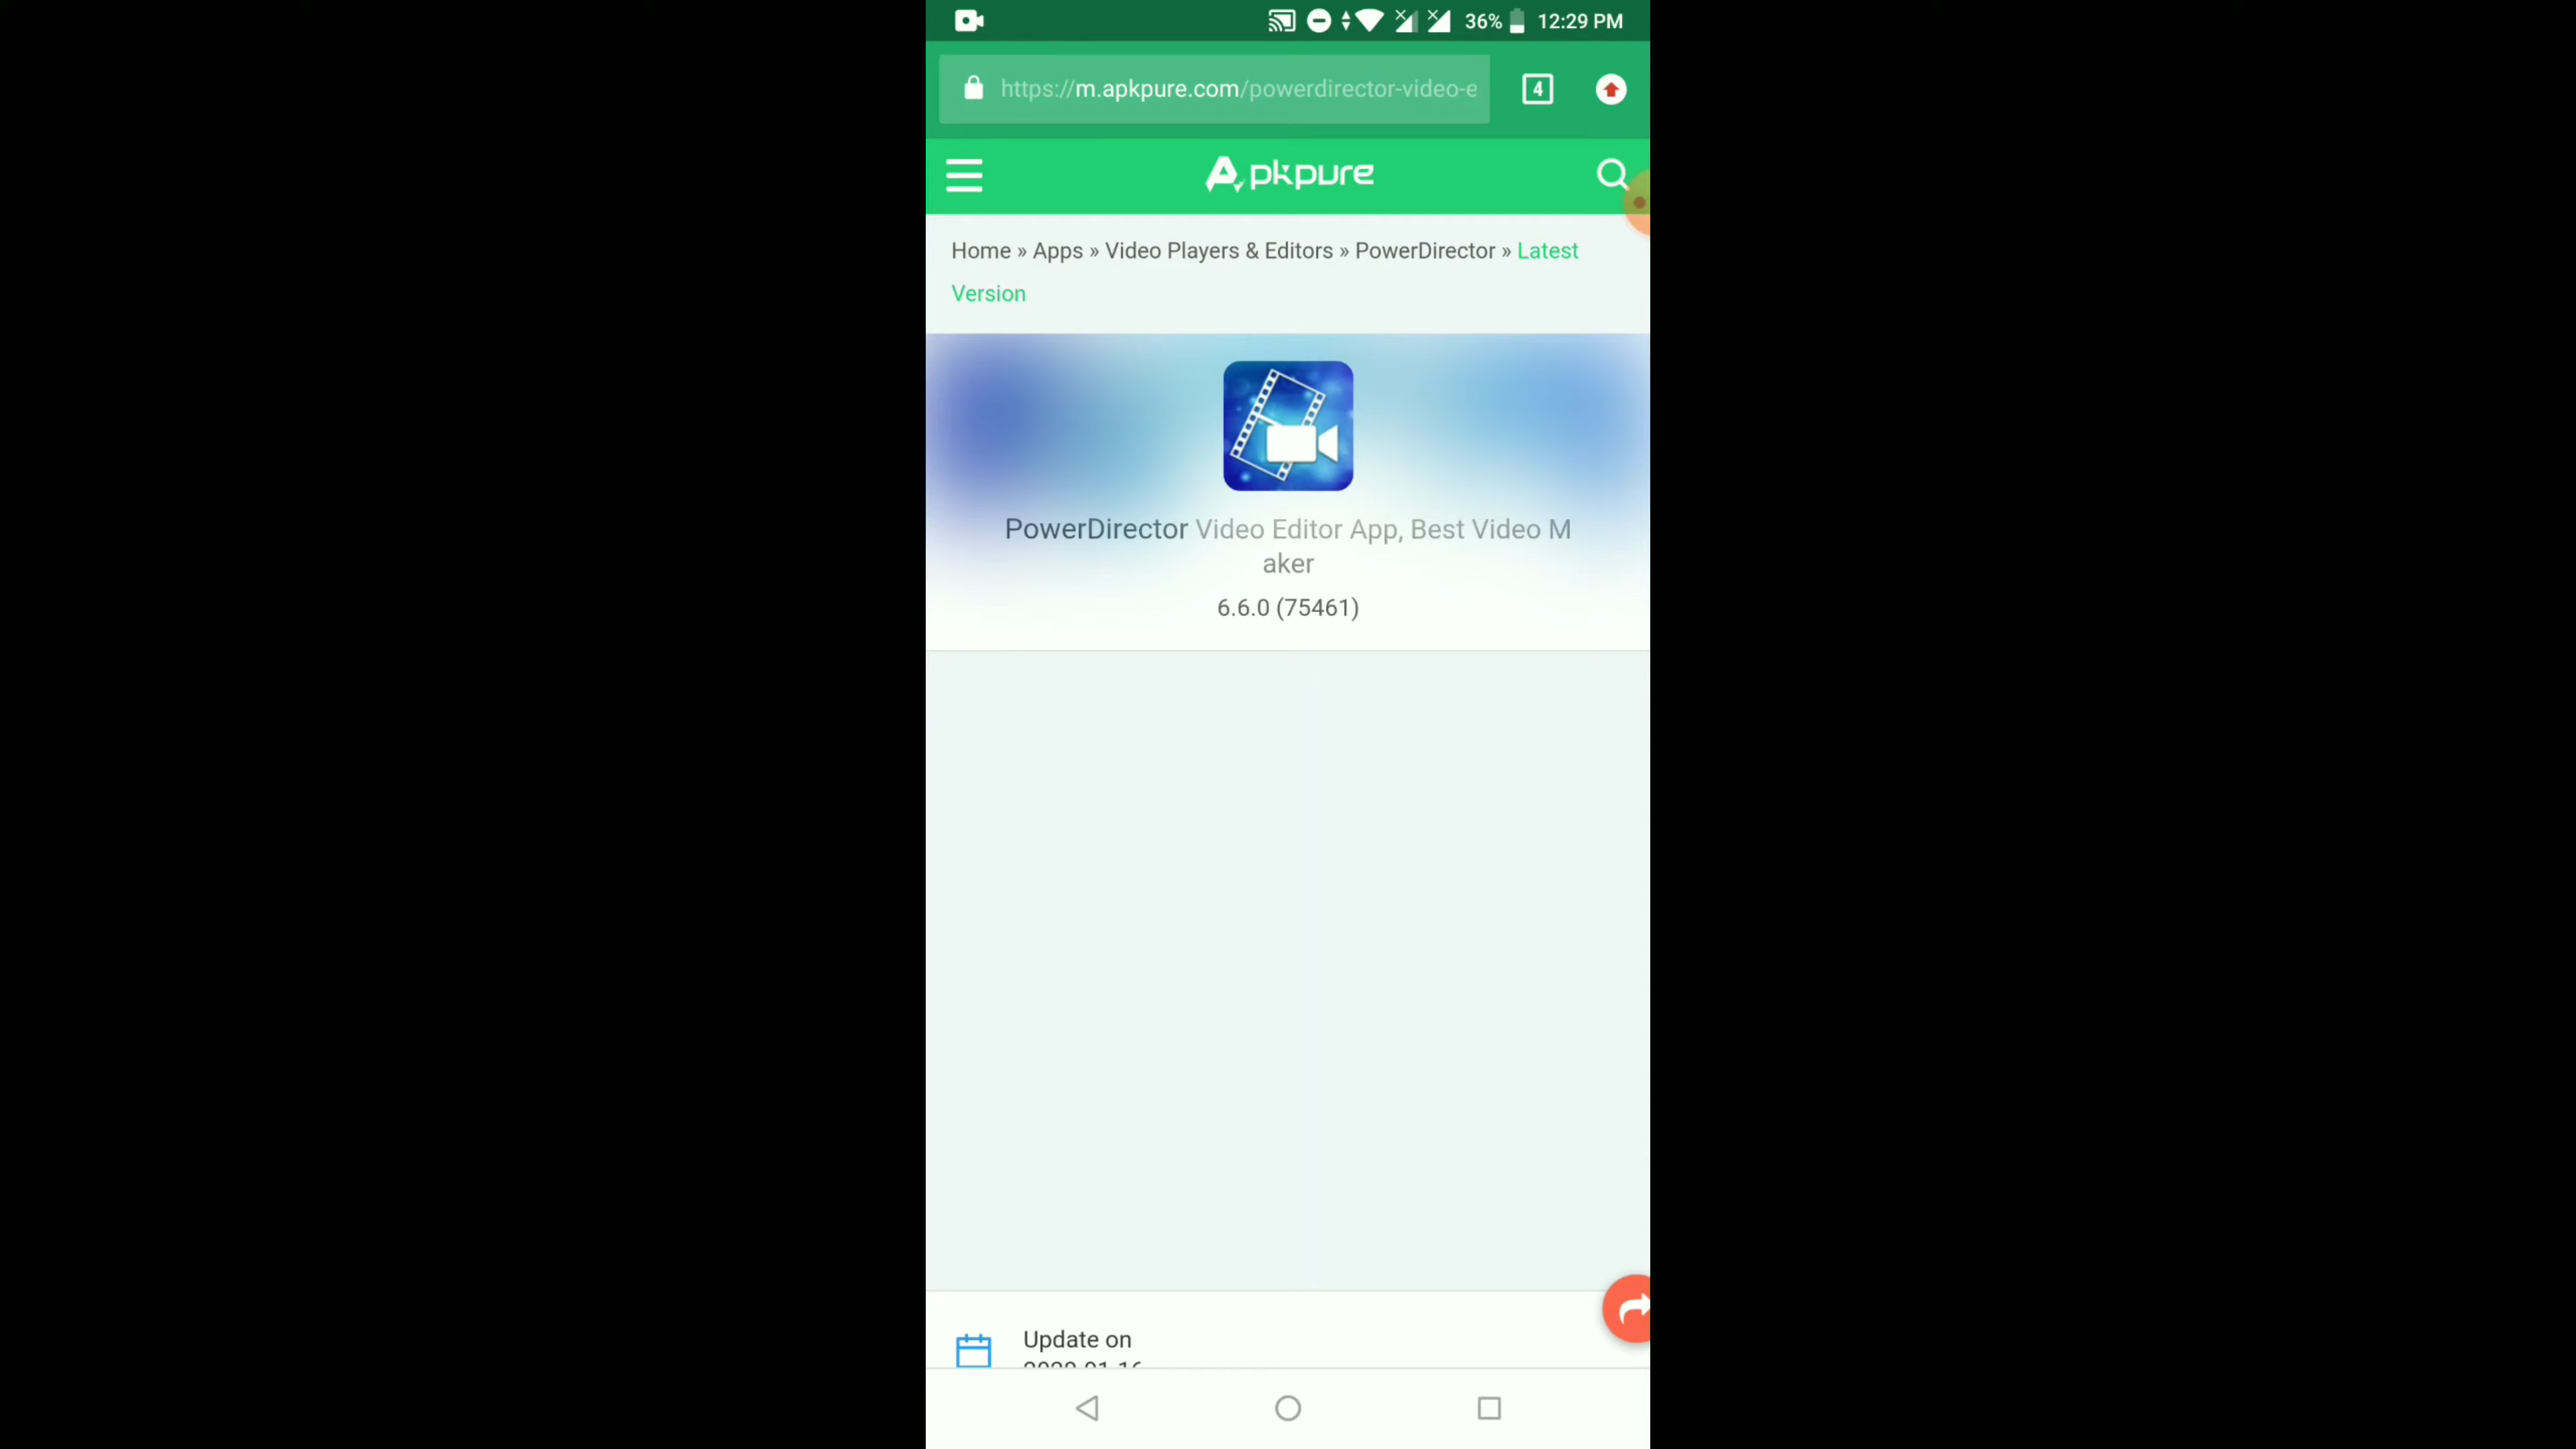 36% 12:29 PM
https://m.apkpure.com/powerdirector-video-e
4
Apkpure
Home » Apps » Video Players & Editors » PowerDirector » Latest
Version
PowerDirector Video Editor App, Best Video M
aker
6.6.0 (75461)
Update on